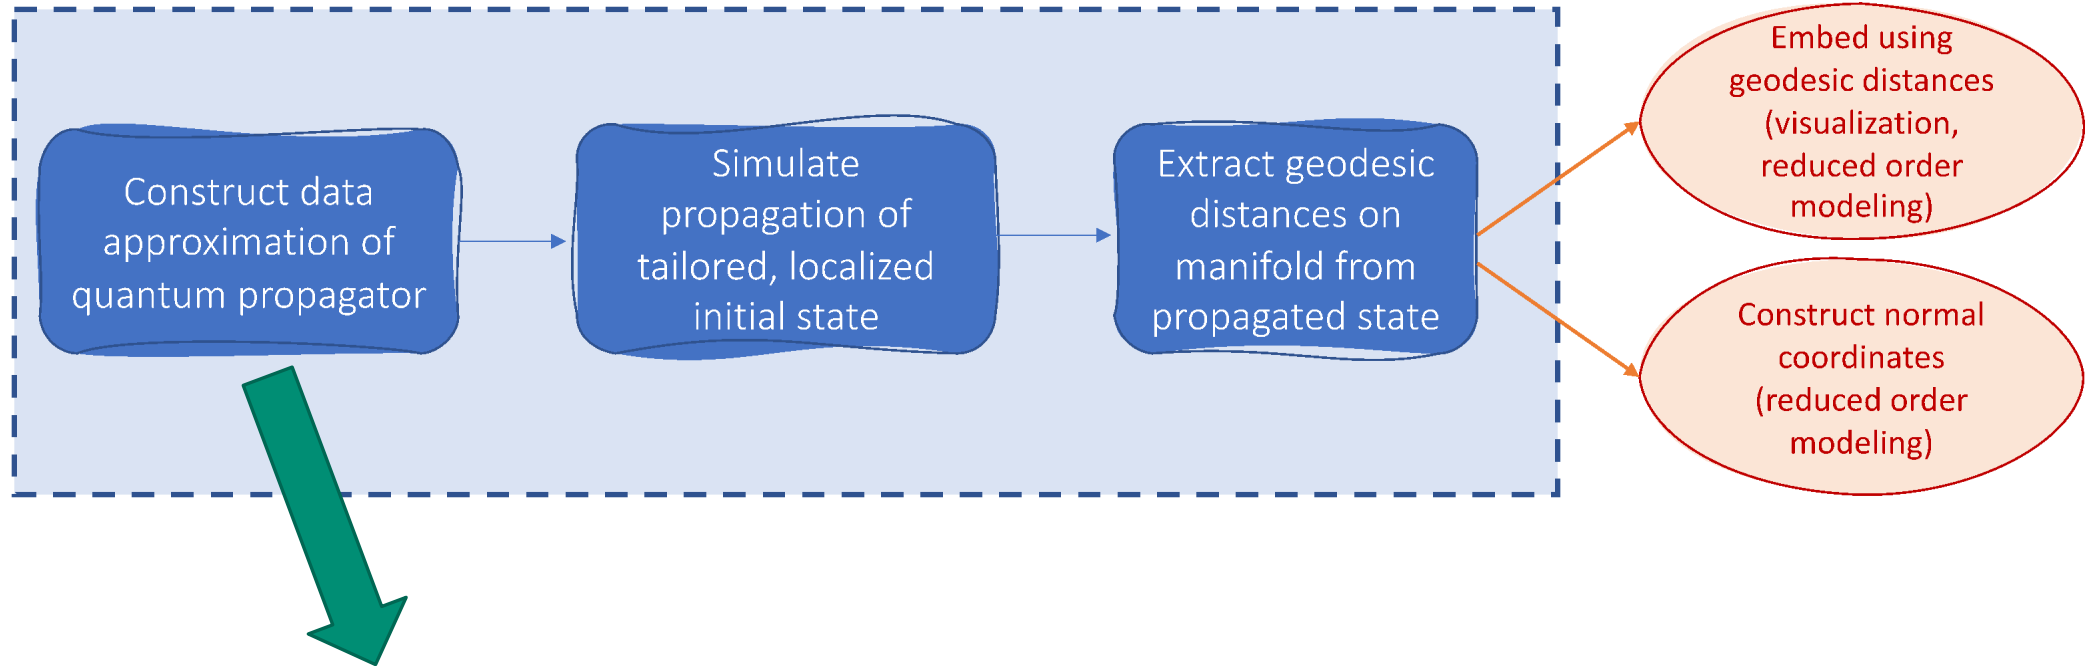 Construct data
approximation of
quantum propagator
Simulate
propagation of
tailored, localized
initial state
Extract geodesic
distances on
manifold from
propagated state
Embed using
geodesic distances
(visualization,
reduced order
modeling)
Construct normal
coordinates
(reduced order
modeling)